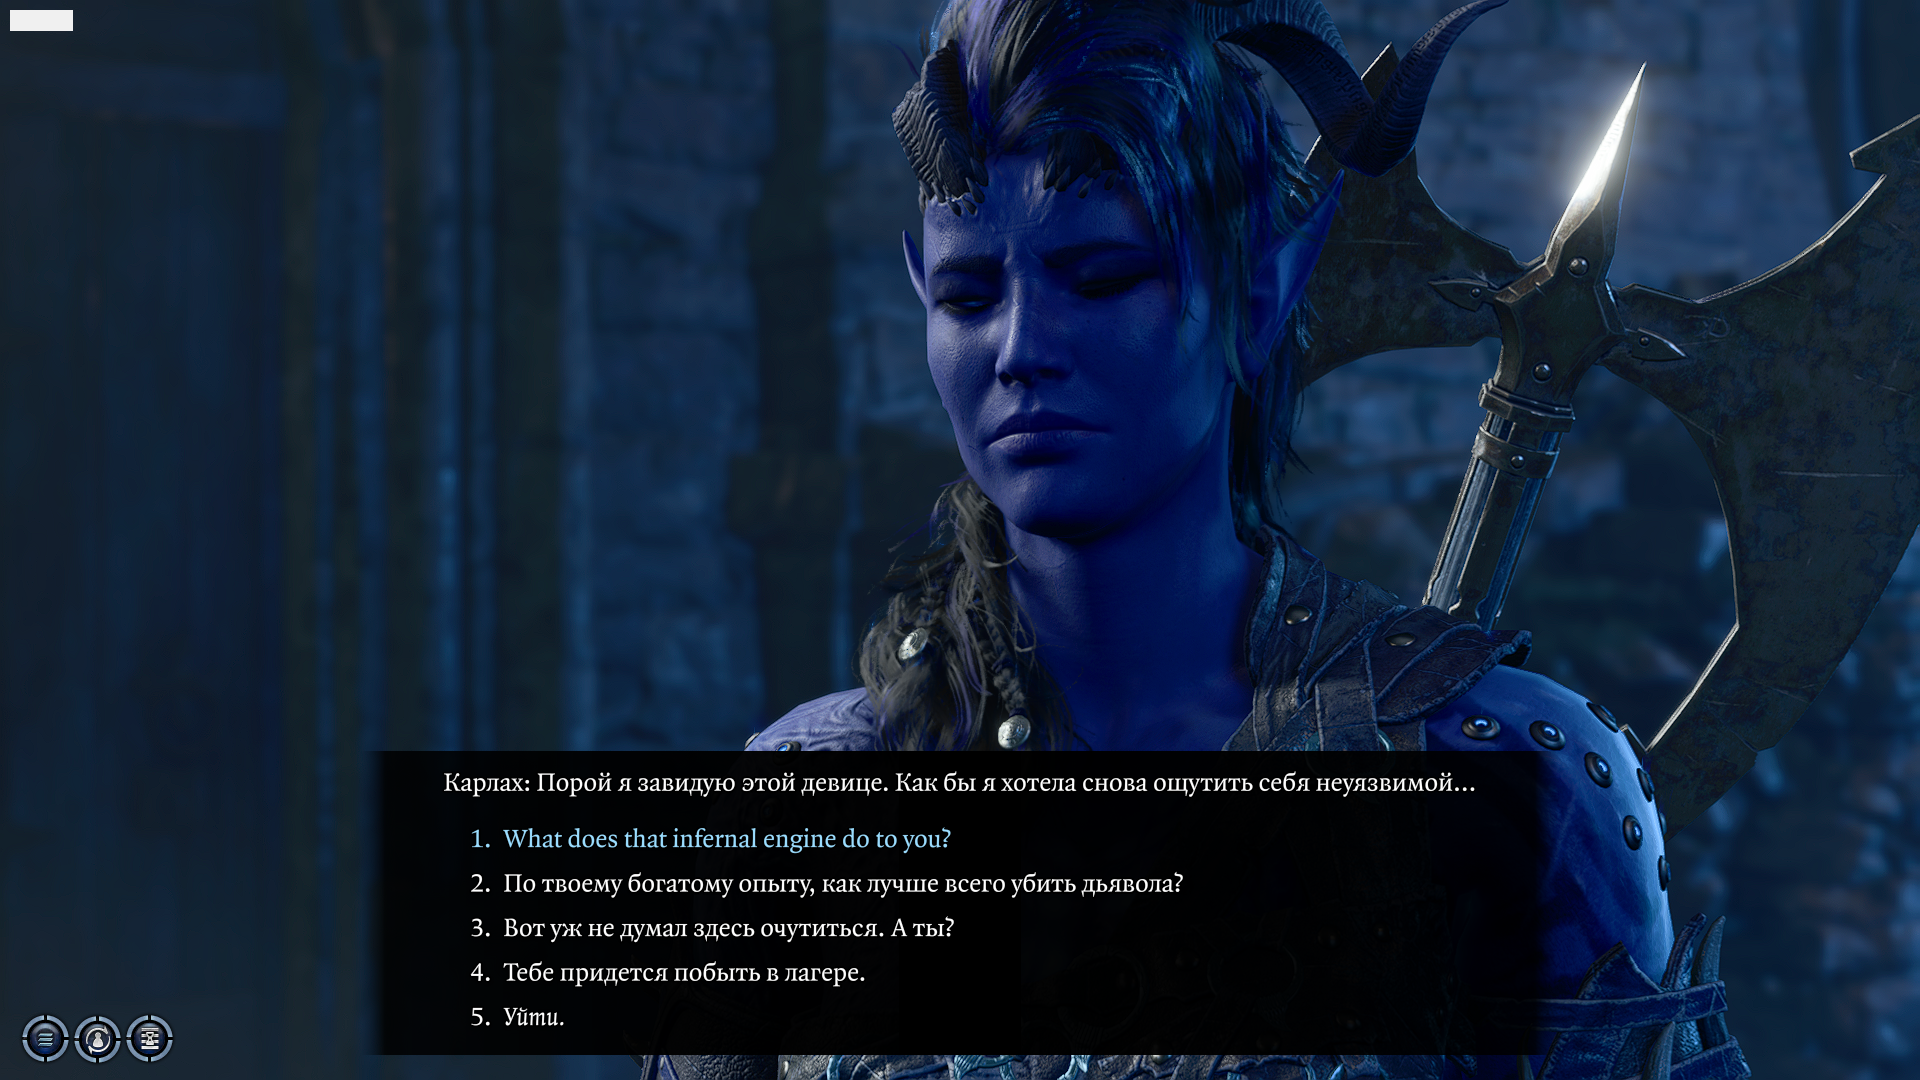 Карлах: Порой я завидую этой девице. Как бы я хотела снова ощутить себя неуязвимой...
1. What does that infernal engine do to you?
2. По твоему богатому опыту, как лучше всего убить дьявола?
3. Вот уж не думал здесь очутиться. А ты?
4. Тебе придется побыть в лагере.
5. Уйти.